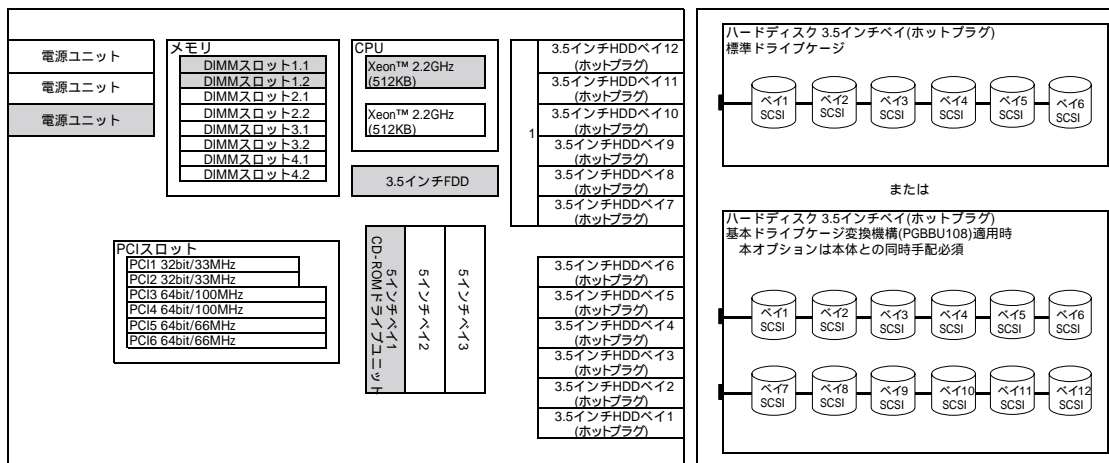 電源ユニット
電源ユニット
電源ユニット
メモリ
DIMMスロット1.1
DIMMスロット1.2
DIMMスロット2.1
DIMMスロット2.2
DIMMスロット3.1
DIMMスロット3.2
DIMMスロット4.1
DIMMスロット4.2
CPU
Xeon™ 2.2GHz
(512KB)
Xeon™ 2.2GHz
(512KB)
3.5インチFDD
1
3.5インチHDDベイ12
(ホットプラグ)
3.5インチHDDベイ11
(ホットプラグ)
3.5インチHDDベイ10
(ホットプラグ)
3.5インチHDDベイ9
(ホットプラグ)
3.5インチHDDベイ8
(ホットプラグ)
3.5インチHDDベイ7
(ホットプラグ)
PCIスロット
PCI1 32bit/33MHz
PCI2 32bit/33MHz
PCI3 64bit/100MHz
PCI4 64bit/100MHz
PCI5 64bit/66MHz
PCI6 64bit/66MHz
5インチベイ1
CD-ROMドライブユニット
5インチベイ2
5インチベイ3
3.5インチHDDベイ6
(ホットプラグ)
3.5インチHDDベイ5
(ホットプラグ)
3.5インチHDDベイ4
(ホットプラグ)
3.5インチHDDベイ3
(ホットプラグ)
3.5インチHDDベイ2
(ホットプラグ)
3.5インチHDDベイ1
(ホットプラグ)
ハードディスク 3.5インチベイ(ホットプラグ)
標準ドライブケージ
ベイ1
SCSI
ベイ2
SCSI
ベイ3
SCSI
ベイ4
SCSI
ベイ5
SCSI
ベイ6
SCSI
または
ハードディスク 3.5インチベイ(ホットプラグ)
基本ドライブケージ変換機構(PGBBU108)適用時
本オプションは本体との同時手配必須
ベイ1
SCSI
ベイ2
SCSI
ベイ3
SCSI
ベイ4
SCSI
ベイ5
SCSI
ベイ6
SCSI
ベイ7
SCSI
ベイ8
SCSI
ベイ9
SCSI
ベイ10
SCSI
ベイ11
SCSI
ベイ12
SCSI